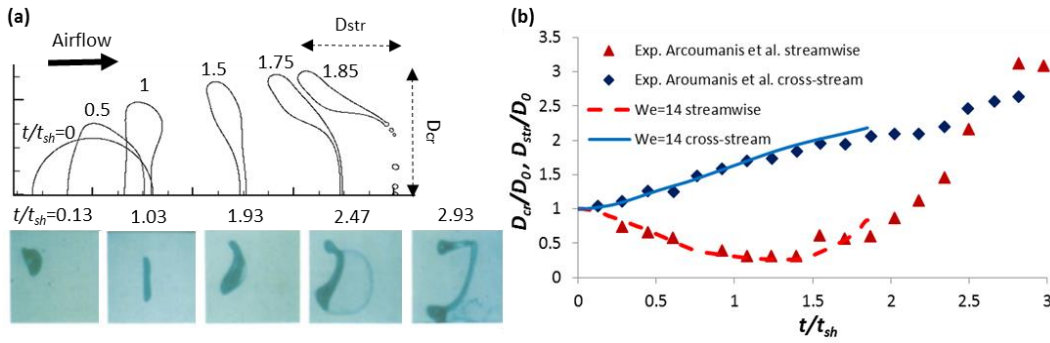 (a)
Airflow
Dstr
Dcr
t/tsh=0
0.5
1
1.5
1.75
1.85
t/tsh=0.13
1.03
1.93
2.47
2.93
(b)
Dcr/D0, Dstr/D0
3.5
3
2.5
2
1.5
1
0.5
0
Exp. Arcoumanis et al. streamwise
Exp. Aroumanis et al. cross-stream
We=14 streamwise
We=14 cross-stream
0
0.5
1
1.5
2
2.5
3
t/tsh